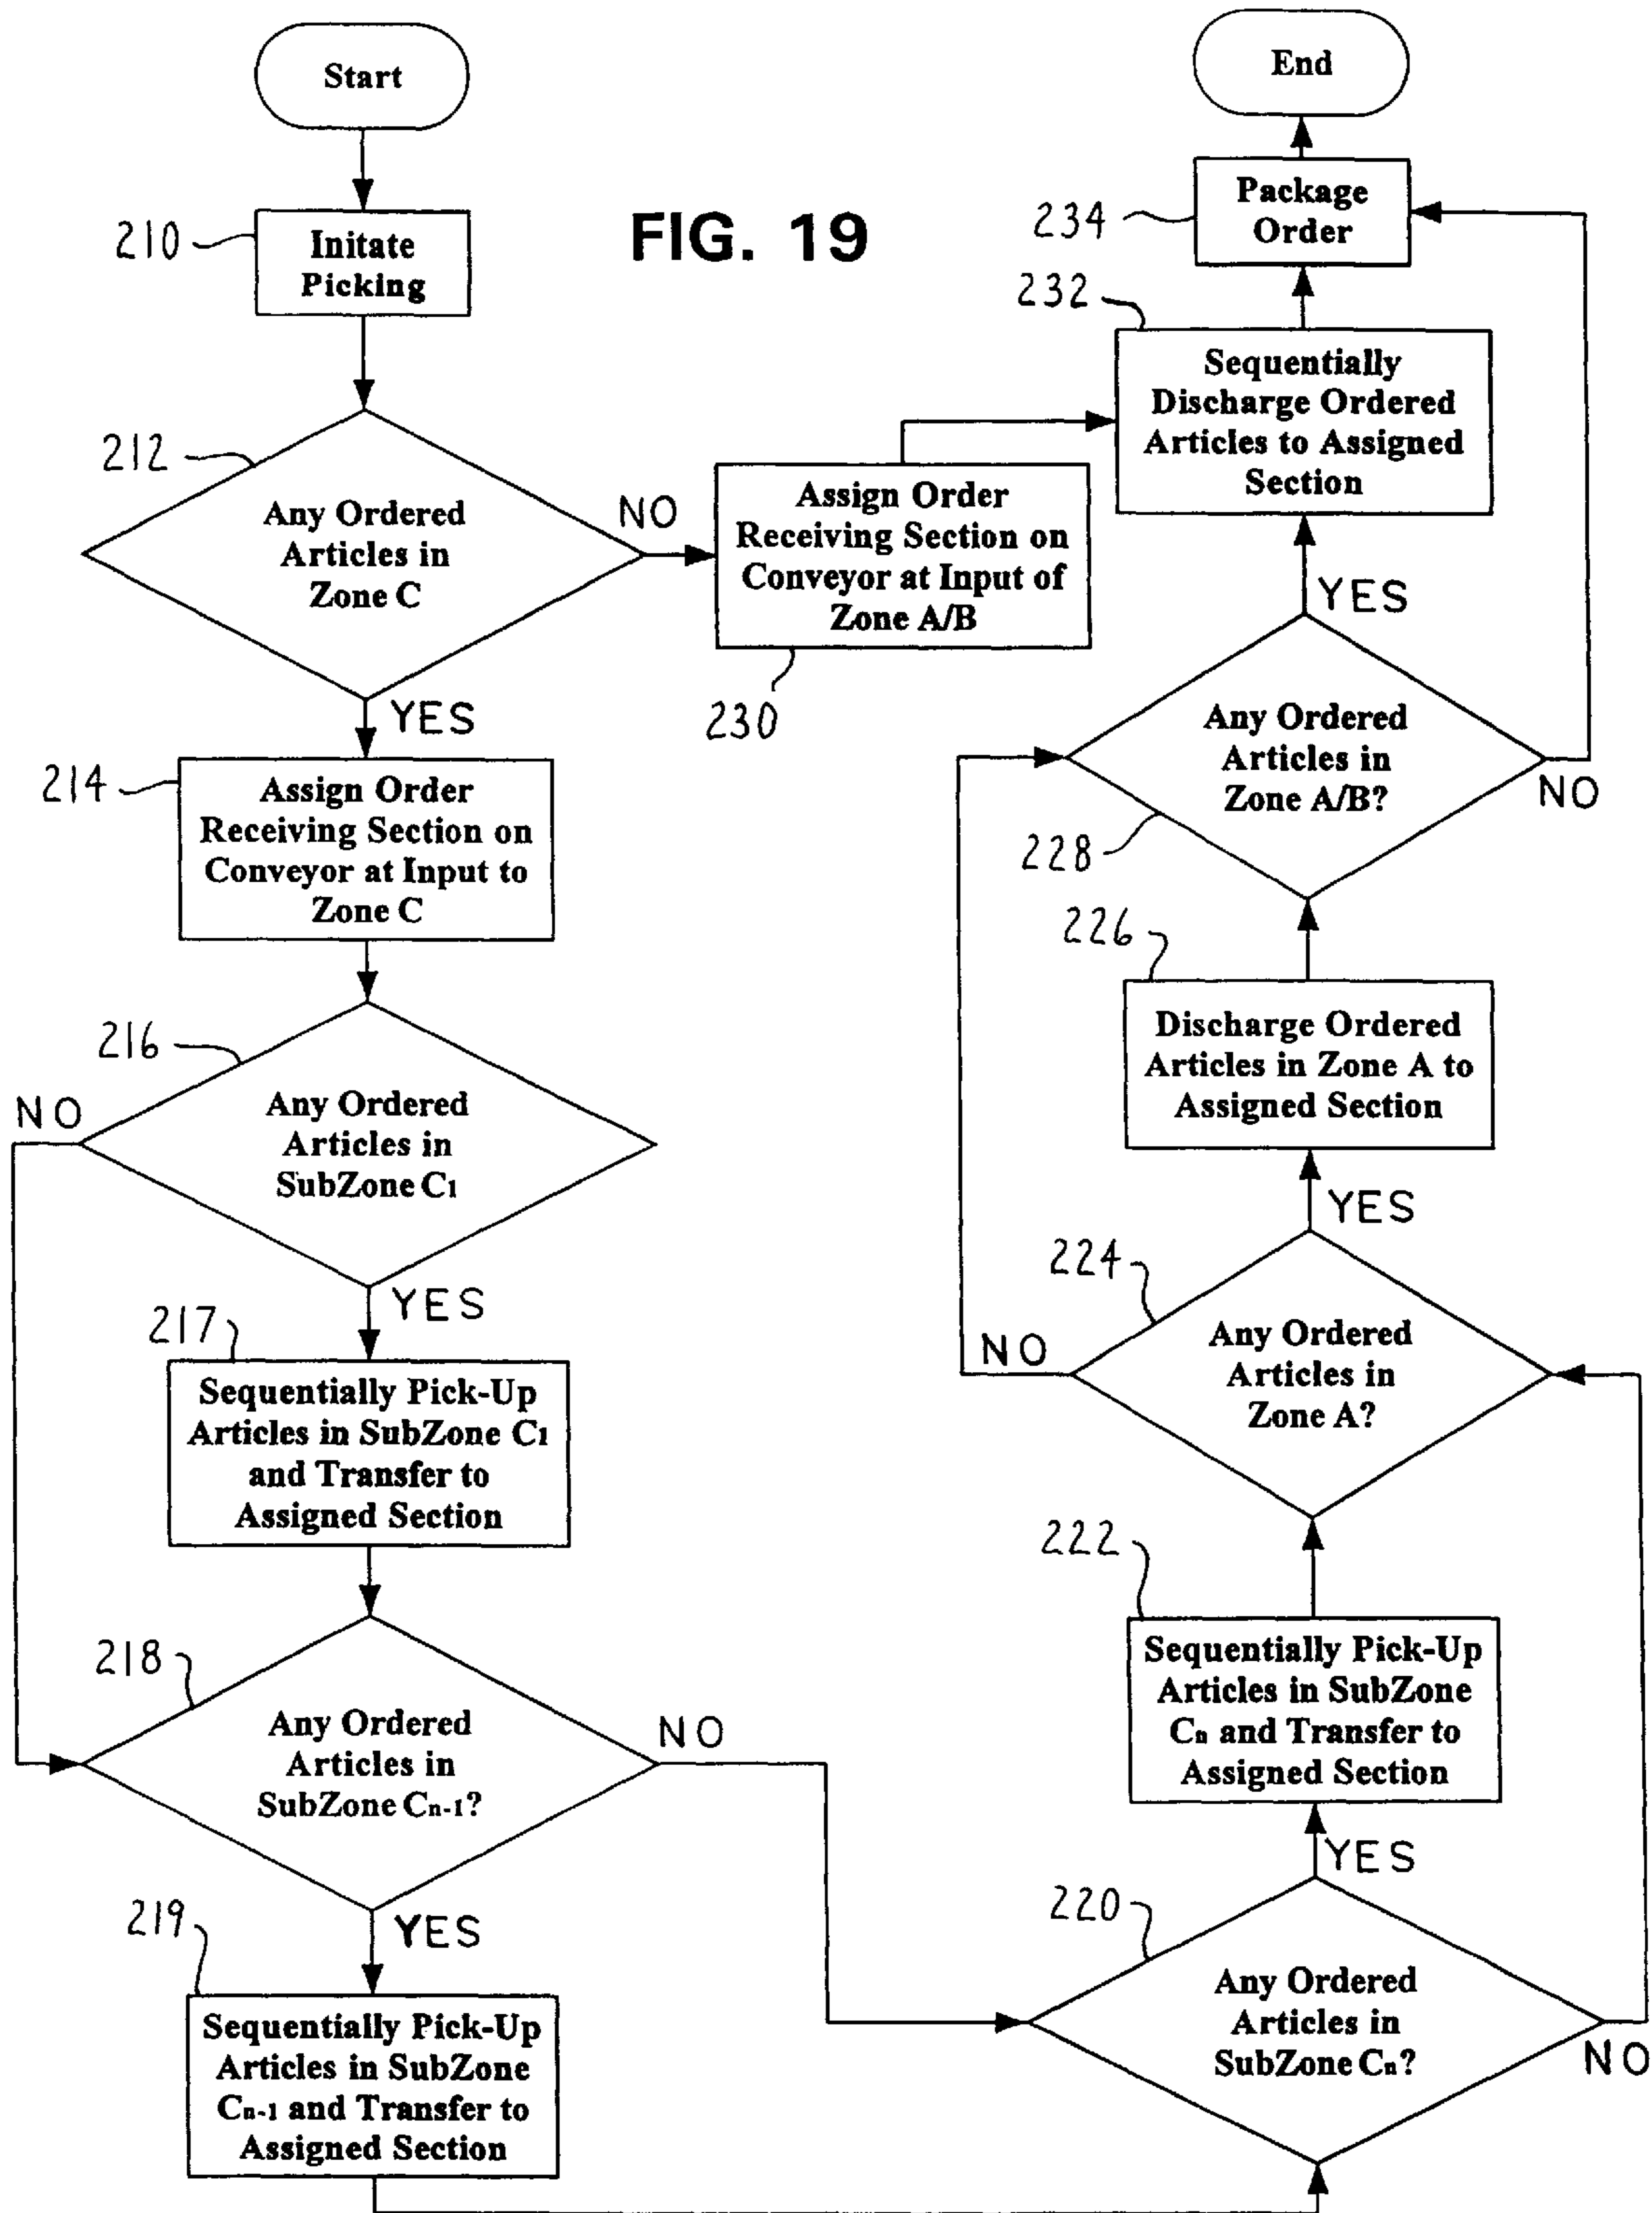 Start
210
Initate
Picking
FIG. 19
212
Any Ordered
Articles in
Zone C
NO
YES
Assign Order
Receiving Section on
Conveyor at Input of
Zone A/B
230
214
Assign Order
Receiving Section on
Conveyor at Input to
Zone C
216
Any Ordered
Articles in
SubZone C1
NO
YES
217
Sequentially Pick-Up
Articles in SubZone C1
and Transfer to
Assigned Section
218
Any Ordered
Articles in
SubZone Cn-1?
NO
YES
219
Sequentially Pick-Up
Articles in SubZone
Cn-1 and Transfer to
Assigned Section
End
234
Package
Order
232
Sequentially
Discharge Ordered
Articles to Assigned
Section
YES
Any Ordered
Articles in
Zone A/B?
NO
228
226
Discharge Ordered
Articles in Zone A to
Assigned Section
YES
224
Any Ordered
Articles in
Zone A?
NO
222
Sequentially Pick-Up
Articles in SubZone
Cn and Transfer to
Assigned Section
YES
220
Any Ordered
Articles in
SubZone Cn?
NO